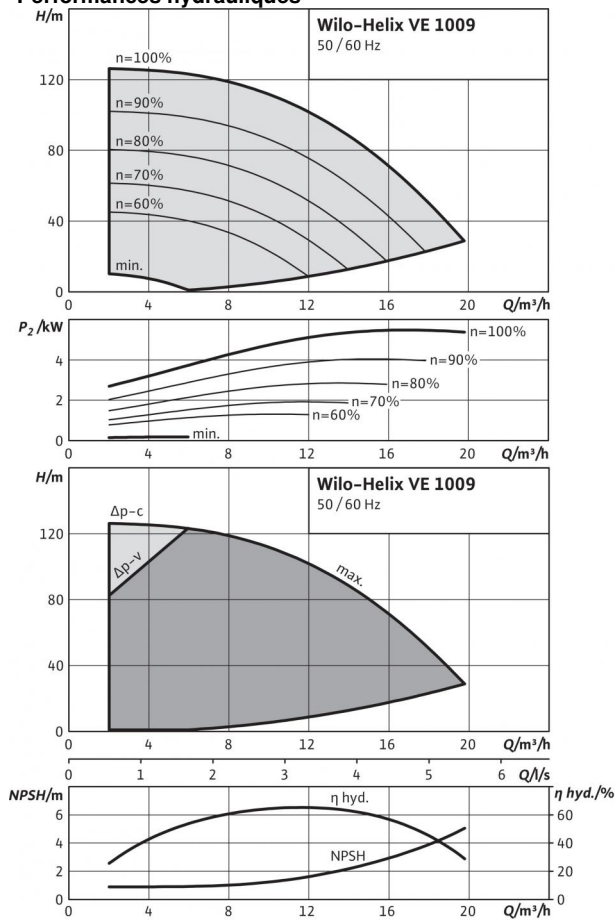 Performances hydrauliques
H/m
Wilo-Helix VE 1009
50 / 60 Hz
n=100%
120
n=90%
80
n=80%
n=70%
40
n=60%
min.
0
0 4 8 12 16 20 Q/m³/h
P₂ /kW
n=100%
4
n=90%
n=80%
2
n=70%
n=60%
min.
0
0 4 8 12 16 20 Q/m³/h
H/m
Wilo-Helix VE 1009
50 / 60 Hz
Δp-c
120
Δp-v
max.
80
40
0
0 4 8 12 16 20 Q/m³/h
0 1 2 3 4 5 6 Q/l/s
NPSH/m
η hyd./%
η hyd.
6 60
4 40
NPSH
2 20
0 0
0 4 8 12 16 20 Q/m³/h